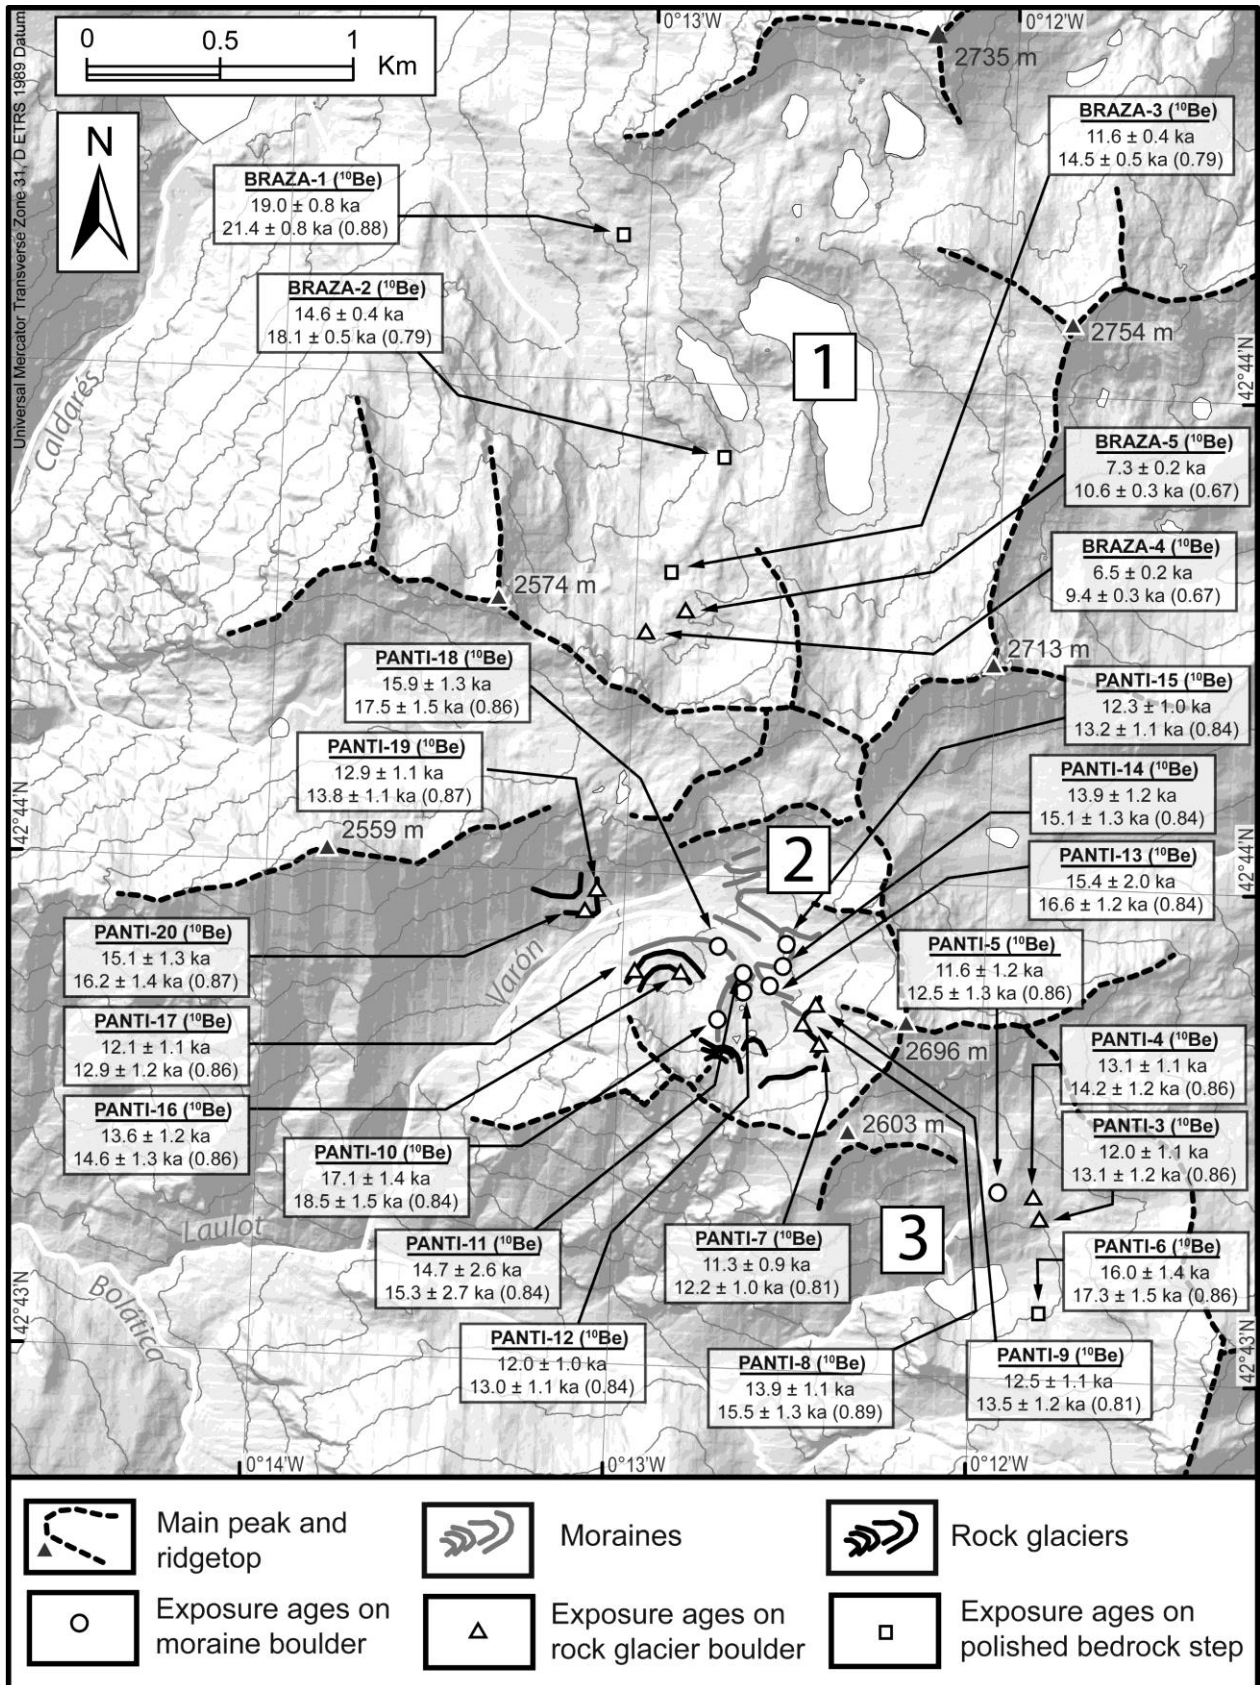 Universal Mercator Transverse Zone 31, D ETRS 1989 Datum
0 0.5 1
Km
N
0°13'W
0°12'W
2735 m
BRAZA-3 (¹⁰Be)
11.6 ± 0.4 ka
14.5 ± 0.5 ka (0.79)
BRAZA-1 (¹⁰Be)
19.0 ± 0.8 ka
21.4 ± 0.8 ka (0.88)
BRAZA-2 (¹⁰Be)
14.6 ± 0.4 ka
18.1 ± 0.5 ka (0.79)
1
2754 m
42°44'N
Caldarés
BRAZA-5 (¹⁰Be)
7.3 ± 0.2 ka
10.6 ± 0.3 ka (0.67)
BRAZA-4 (¹⁰Be)
6.5 ± 0.2 ka
9.4 ± 0.3 ka (0.67)
2574 m
2713 m
PANTI-18 (¹⁰Be)
15.9 ± 1.3 ka
17.5 ± 1.5 ka (0.86)
PANTI-15 (¹⁰Be)
12.3 ± 1.0 ka
13.2 ± 1.1 ka (0.84)
PANTI-19 (¹⁰Be)
12.9 ± 1.1 ka
13.8 ± 1.1 ka (0.87)
PANTI-14 (¹⁰Be)
13.9 ± 1.2 ka
15.1 ± 1.3 ka (0.84)
42°44'N
2559 m
2
PANTI-13 (¹⁰Be)
15.4 ± 2.0 ka
16.6 ± 1.2 ka (0.84)
42°44'N
PANTI-20 (¹⁰Be)
15.1 ± 1.3 ka
16.2 ± 1.4 ka (0.87)
Varón
PANTI-5 (¹⁰Be)
11.6 ± 1.2 ka
12.5 ± 1.3 ka (0.86)
PANTI-17 (¹⁰Be)
12.1 ± 1.1 ka
12.9 ± 1.2 ka (0.86)
2696 m
PANTI-4 (¹⁰Be)
13.1 ± 1.1 ka
14.2 ± 1.2 ka (0.86)
PANTI-16 (¹⁰Be)
13.6 ± 1.2 ka
14.6 ± 1.3 ka (0.86)
2603 m
PANTI-3 (¹⁰Be)
12.0 ± 1.1 ka
13.1 ± 1.2 ka (0.86)
PANTI-10 (¹⁰Be)
17.1 ± 1.4 ka
18.5 ± 1.5 ka (0.84)
Laulot
3
PANTI-11 (¹⁰Be)
14.7 ± 2.6 ka
15.3 ± 2.7 ka (0.84)
PANTI-7 (¹⁰Be)
11.3 ± 0.9 ka
12.2 ± 1.0 ka (0.81)
PANTI-6 (¹⁰Be)
16.0 ± 1.4 ka
17.3 ± 1.5 ka (0.86)
Bolatica
42°43'N
PANTI-12 (¹⁰Be)
12.0 ± 1.0 ka
13.0 ± 1.1 ka (0.84)
PANTI-8 (¹⁰Be)
13.9 ± 1.1 ka
15.5 ± 1.3 ka (0.89)
PANTI-9 (¹⁰Be)
12.5 ± 1.1 ka
13.5 ± 1.2 ka (0.81)
42°43'N
0°14'W
0°13'W
0°12'W
Main peak and
ridgetop
Moraines
Rock glaciers
Exposure ages on
moraine boulder
Exposure ages on
rock glacier boulder
Exposure ages on
polished bedrock step